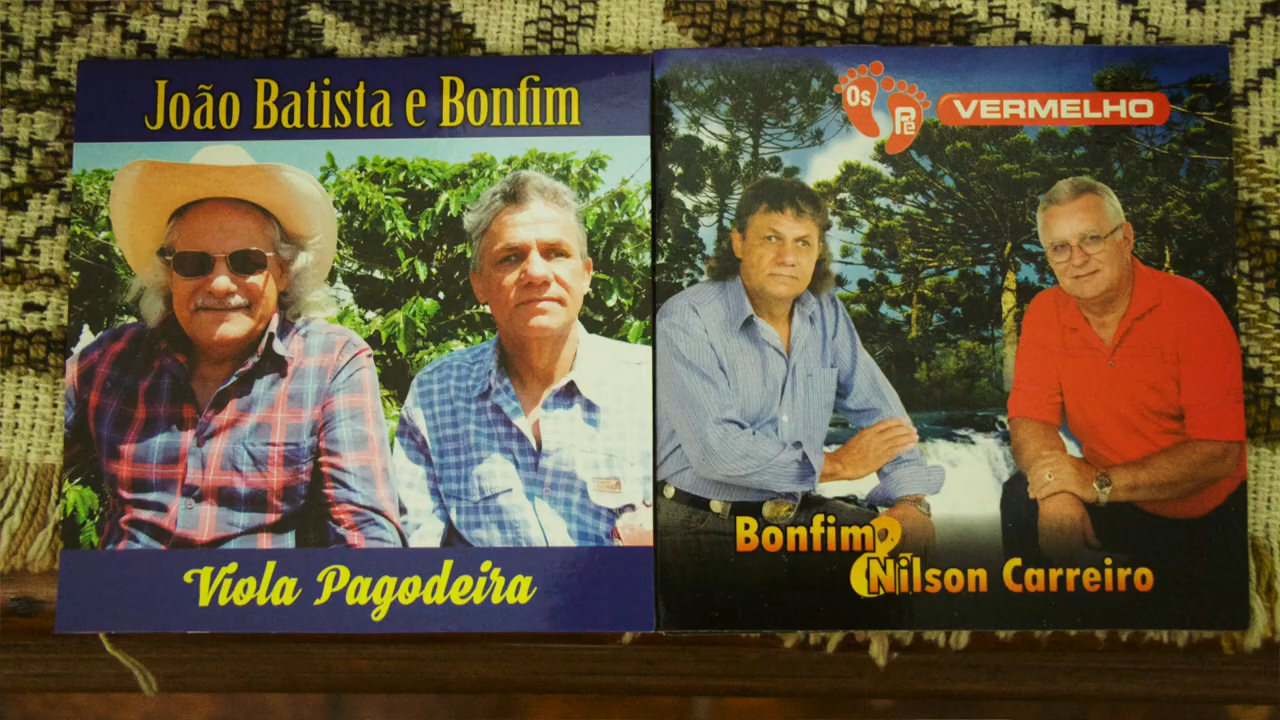 João Batista e Bonfim
Viola Pagodeira
Os Pé VERMELHO
Bonfim &
Nilson Carreiro